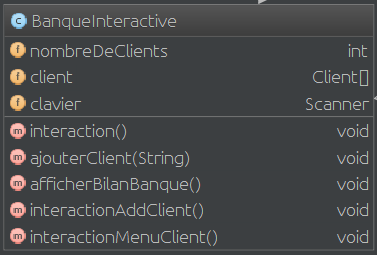 C BanqueInteractive
f nombreDeClients int
f client Client[]
f clavier Scanner
m interaction() void
m ajouterClient(String) void
m afficherBilanBanque() void
m interactionAddClient() void
m interactionMenuClient() void